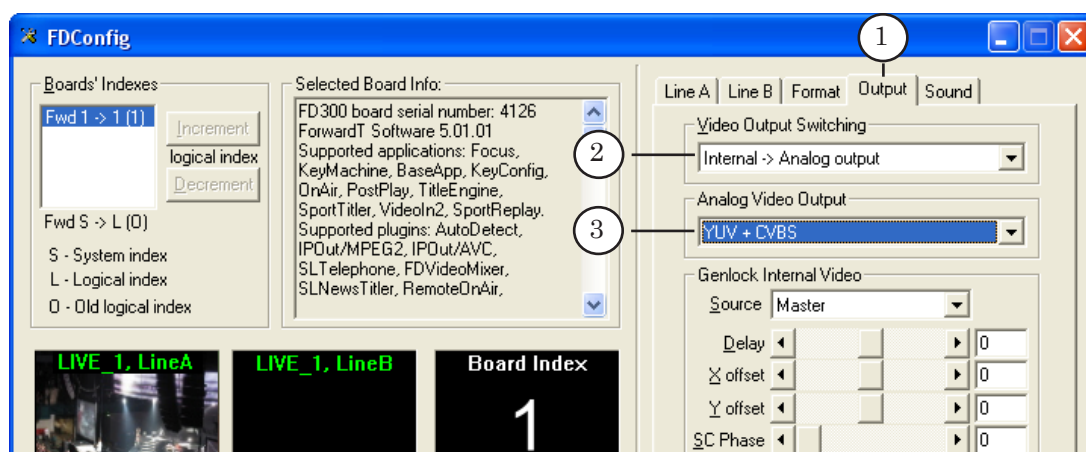 FDConfig
1
Boards' Indexes
Fwd 1 -> 1 (1)
Increment
logical index
Decrement
Fwd S -> L (O)
S - System index
L - Logical index
O - Old logical index
Selected Board Info:
FD300 board serial number: 4126
ForwardT Software 5.01.01
Supported applications: Focus,
KeyMachine, BaseApp, KeyConfig,
OnAir, PostPlay, TitleEngine,
SportTitler, VideoIn2, SportReplay.
Supported plugins: AutoDetect,
IPOut/MPEG2, IPOut/AVC,
SLTelephone, FDVideoMixer,
SLNewsTitler, RemoteOnAir,
Line A Line B Format Output Sound
Video Output Switching
2
Internal -> Analog output
Analog Video Output
3
YUV + CVBS
Genlock Internal Video
Source Master
Delay 0
X offset 0
Y offset 0
SC Phase 0
LIVE_1, LineA
LIVE_1, LineB
Board Index
1